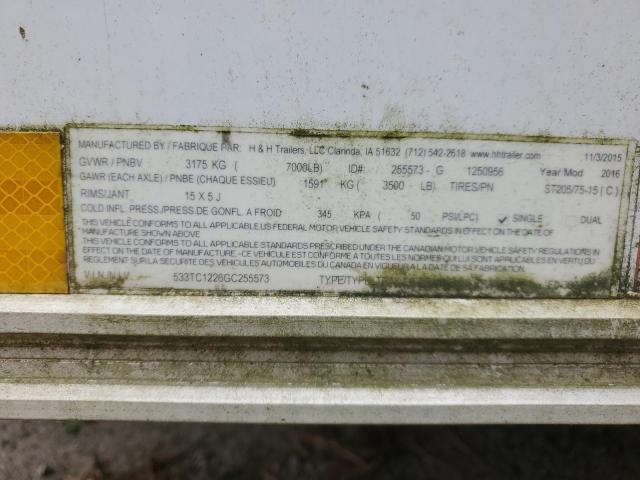 MANUFACTURED BY / FABRIQUE PAR: H & H Trailers, LLC Clarinda, IA 51632 (712) 542-2618 www.hhtrailer.com 11/3/2015
GVWR / PNBV 3175 KG ( 7000LB) ID# 255573 - G 1250956 Year Mod 2016
GAWR (EACH AXLE) / PNBE (CHAQUE ESSIEU) 1591 KG ( 3500 LB) TIRES/PN ST205/75-15 ( C )
RIMS/JANT 15 X 5 J
COLD INFL. PRESS./PRESS.DE GONFL. A FROID 345 KPA ( 50 PSI/LPC) ✓ SINGLE DUAL
THIS VEHICLE CONFORMS TO ALL APPLICABLE U.S FEDERAL MOTOR VEHICLE SAFETY STANDARDS IN EFFECT ON THE DATE OF
MANUFACTURE SHOWN ABOVE
THIS VEHICLE CONFORMS TO ALL APPLICABLE STANDARDS PRESCRIBED UNDER THE CANADIAN MOTOR VEHICLE SAFETY REGULATIONS IN
EFFECT ON THE DATE OF MANUFACTURE -CE VEHICULE EST CONFORME A TOUTES LES NORMES QUI LUI SONT APPLICABLES EN VERTU DU
REGLEMENT SUR LA SECURITE DES VEHICULES AUTOMOBILES DU CANADA EN VIGUEUR A LA DATE DE SA FABRICATION.
V.I.N./N.I.V. 533TC1226GC255573 TYPE/TYPE